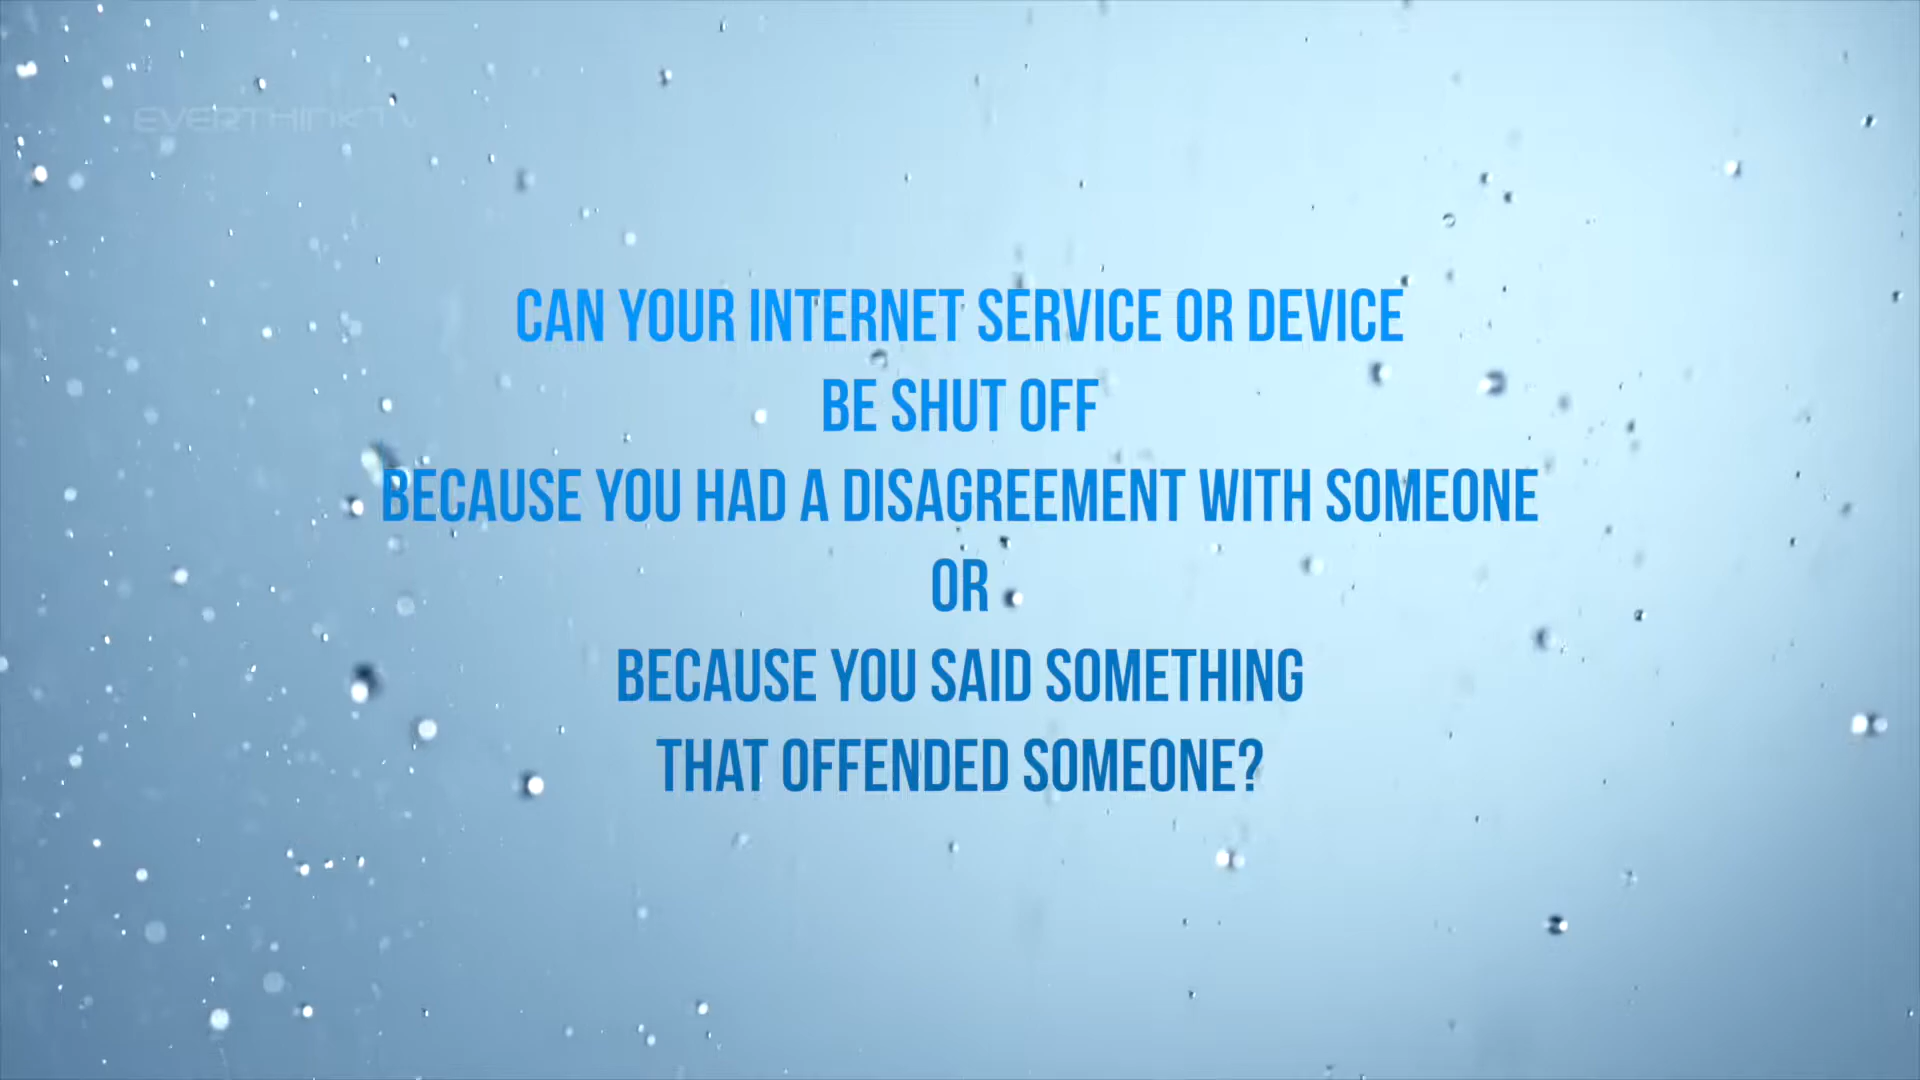 EVERTHINKTV
CAN YOUR INTERNET SERVICE OR DEVICE
BE SHUT OFF
BECAUSE YOU HAD A DISAGREEMENT WITH SOMEONE
OR
BECAUSE YOU SAID SOMETHING
THAT OFFENDED SOMEONE?